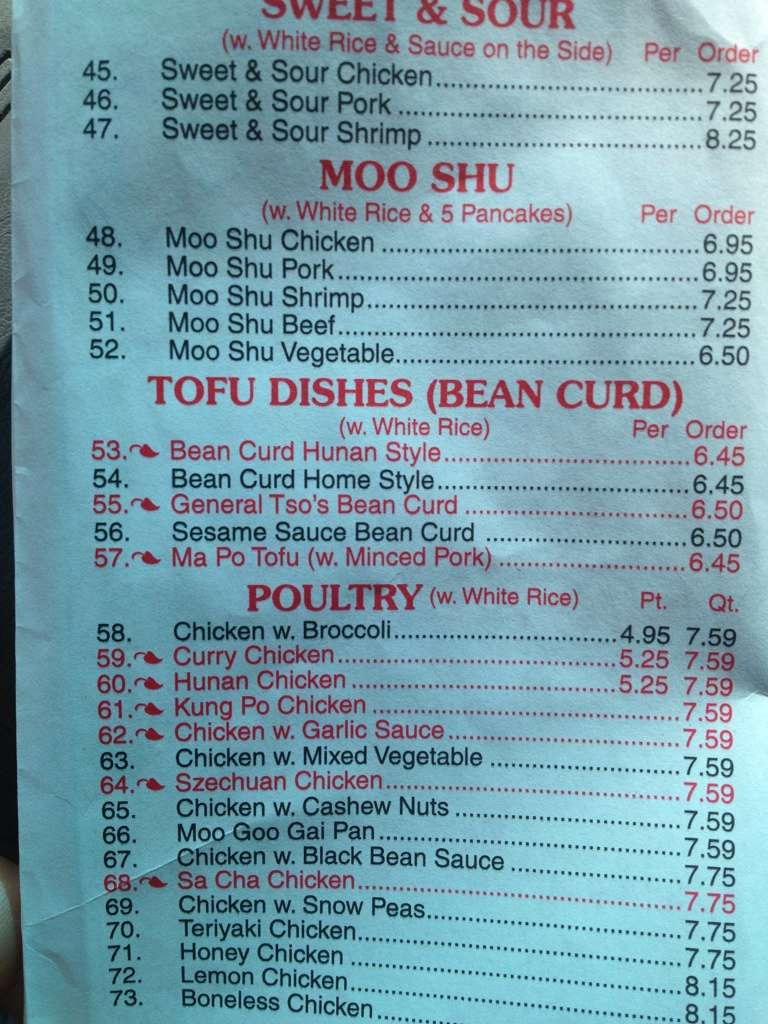 SWEET & SOUR
(w. White Rice & Sauce on the Side) Per Order
45. Sweet & Sour Chicken 7.25
46. Sweet & Sour Pork 7.25
47. Sweet & Sour Shrimp 8.25
MOO SHU
(w. White Rice & 5 Pancakes) Per Order
48. Moo Shu Chicken 6.95
49. Moo Shu Pork 6.95
50. Moo Shu Shrimp 7.25
51. Moo Shu Beef 7.25
52. Moo Shu Vegetable 6.50
TOFU DISHES (BEAN CURD)
(w. White Rice) Per Order
53. Bean Curd Hunan Style 6.45
54. Bean Curd Home Style 6.45
55. General Tso's Bean Curd 6.50
56. Sesame Sauce Bean Curd 6.50
57. Ma Po Tofu (w. Minced Pork) 6.45
POULTRY (w. White Rice) Pt. Qt.
58. Chicken w. Broccoli 4.95 7.59
59. Curry Chicken 5.25 7.59
60. Hunan Chicken 5.25 7.59
61. Kung Po Chicken 7.59
62. Chicken w. Garlic Sauce 7.59
63. Chicken w. Mixed Vegetable 7.59
64. Szechuan Chicken 7.59
65. Chicken w. Cashew Nuts 7.59
66. Moo Goo Gai Pan 7.59
67. Chicken w. Black Bean Sauce 7.75
68. Sa Cha Chicken 7.75
69. Chicken w. Snow Peas 7.75
70. Teriyaki Chicken 7.75
71. Honey Chicken 8.15
72. Lemon Chicken 8.15
73. Boneless Chicken